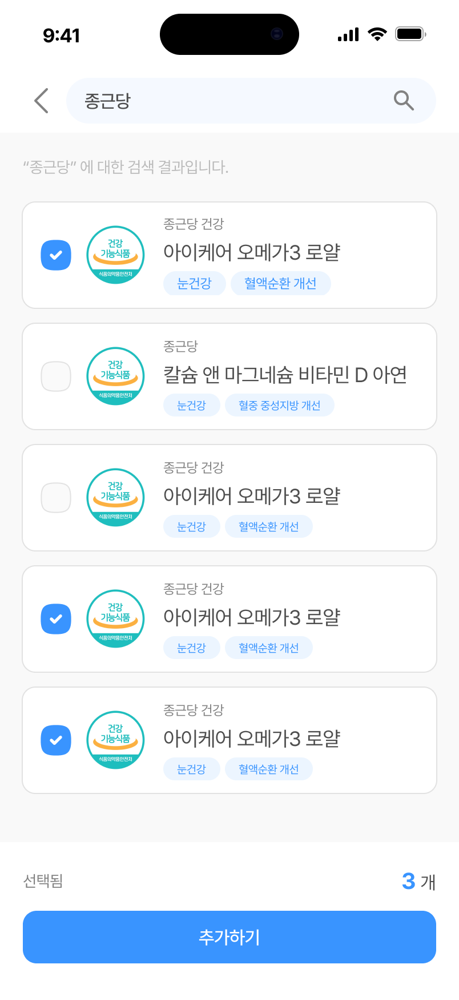 9:41
종근당
“종근당” 에 대한 검색 결과입니다.
건강
기능식품
식품의약품안전처
종근당 건강
아이케어 오메가3 로얄
눈건강 혈액순환 개선
건강
기능식품
식품의약품안전처
종근당
칼슘 앤 마그네슘 비타민 D 아연
눈건강 혈중 중성지방 개선
건강
기능식품
식품의약품안전처
종근당 건강
아이케어 오메가3 로얄
눈건강 혈액순환 개선
건강
기능식품
식품의약품안전처
종근당 건강
아이케어 오메가3 로얄
눈건강 혈액순환 개선
건강
기능식품
식품의약품안전처
종근당 건강
아이케어 오메가3 로얄
눈건강 혈액순환 개선
선택됨 3 개
추가하기